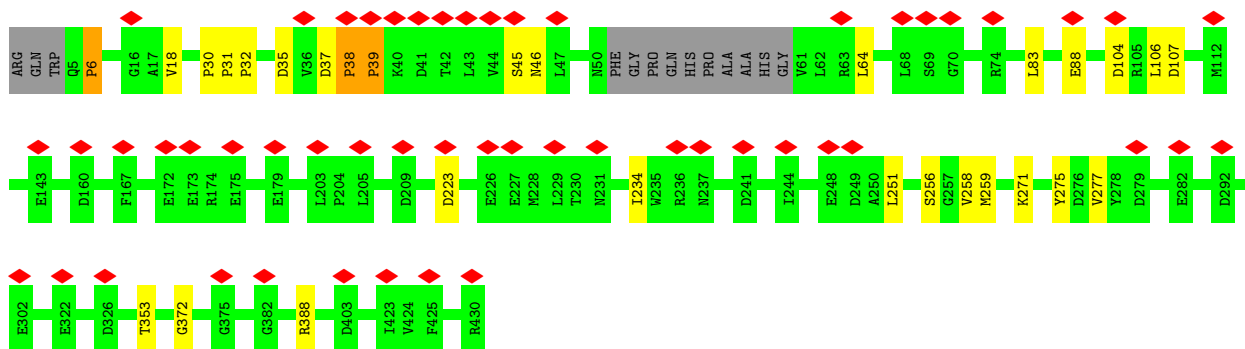 ARG GLN TRP Q5 P6 G16 A17 V18 P30 P31 P32 D35 V36 D37 P38 P39 K40 D41 T42 L43 V44 S45 N46 L47 N50 PHE GLY PRO GLN HIS PRO ALA ALA HIS GLY V61 L62 R63 L64 L68 S69 G70 R74 L83 E88 D104 R105 L106 D107 M112
E143 D160 F167 E172 E173 R174 E175 E179 L203 P204 L205 D209 D223 E226 E227 M228 L229 T230 N231 I234 W235 R236 N237 D241 I244 E248 D249 A250 L251 S256 G257 V258 M259 K271 Y275 D276 V277 Y278 D279 E282 D292
E302 E322 D326 T353 G372 G375 G382 R388 D403 I423 V424 F425 R430